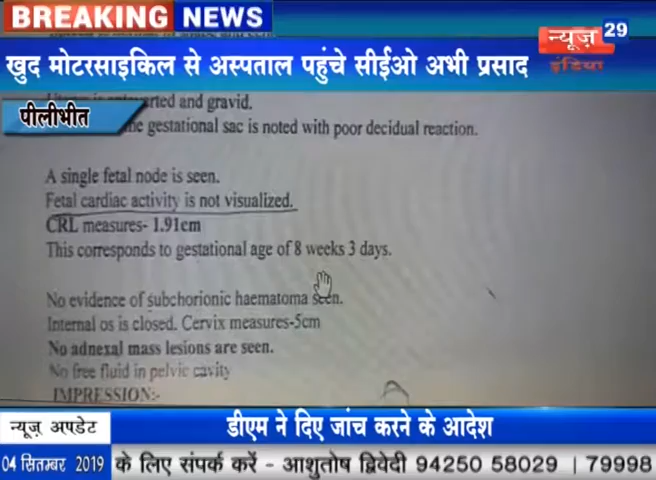 BREAKING NEWS
न्यूज़ 29
इंडिया
खुद मोटरसाइकिल से अस्पताल पहुंचे सीईओ अभी प्रसाद
and gravid.
पीलीभीत
gestational sac is noted with poor decidual reaction.
A single fetal node is seen.
Fetal cardiac activity is not visualized.
CRL measures- 1.91cm
This corresponds to gestational age of 8 weeks 3 days.
No evidence of subchorionic haematoma seen.
Internal os is closed. Cervix measures-5cm
No adnexal mass lesions are seen.
No free fluid in pelvic cavity
IMPRESSION:-
न्यूज़ अपडेट
डीएम ने दिए जांच करने के आदेश
04 सितम्बर 2019
के लिए संपर्क करें - आशुतोष द्विवेदी 94250 58029 | 79998